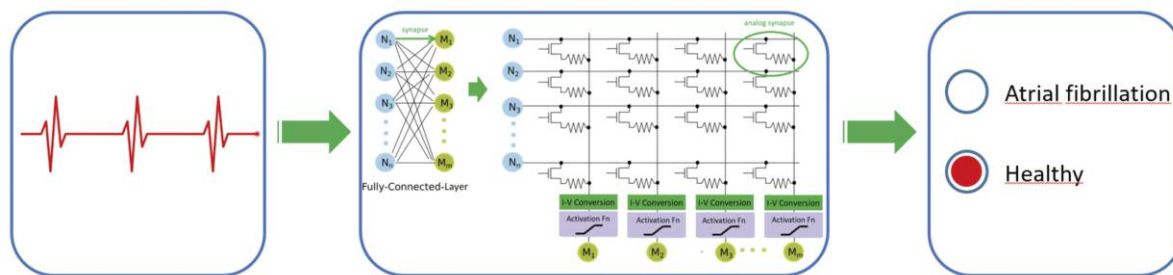 synapse
N1
N2
N3
Nn
M1
M2
M3
Mm
Fully-Connected-Layer
analog synapse
N1
N2
N3
Nn
I-V Conversion
I-V Conversion
I-V Conversion
I-V Conversion
Activation Fn
Activation Fn
Activation Fn
Activation Fn
M1
M2
M3
Mm
Atrial fibrillation
Healthy